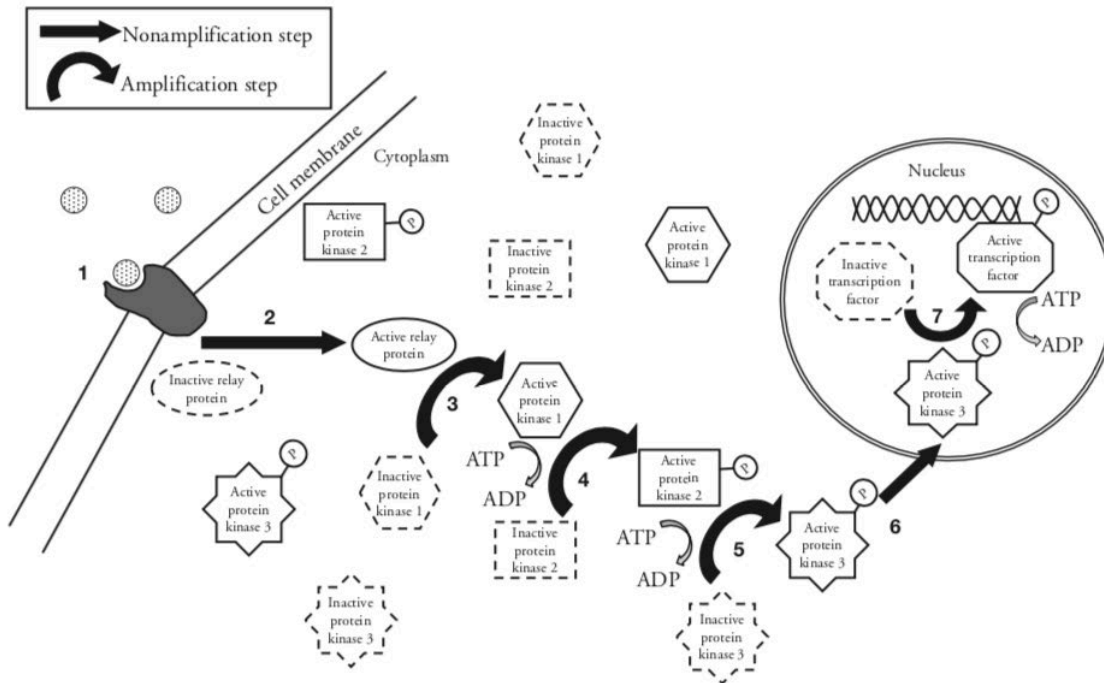 Nonamplification step
Amplification step
Cell membrane
Cytoplasm
Inactive
protein
kinase 1
Active
protein
kinase 2
P
Inactive
protein
kinase 2
Active
protein
kinase 1
Nucleus
P
Active
transcription
factor
Inactive
transcription
factor
ATP
ADP
7
P
Active
protein
kinase 3
1
2
Active relay
protein
Inactive relay
protein
3
Active
protein
kinase 1
ATP
ADP
4
Active
protein
kinase 2
P
Inactive
protein
kinase 1
Inactive
protein
kinase 2
P
Active
protein
kinase 3
ATP
ADP
5
P
Active
protein
kinase 3
6
Inactive
protein
kinase 3
Inactive
protein
kinase 3